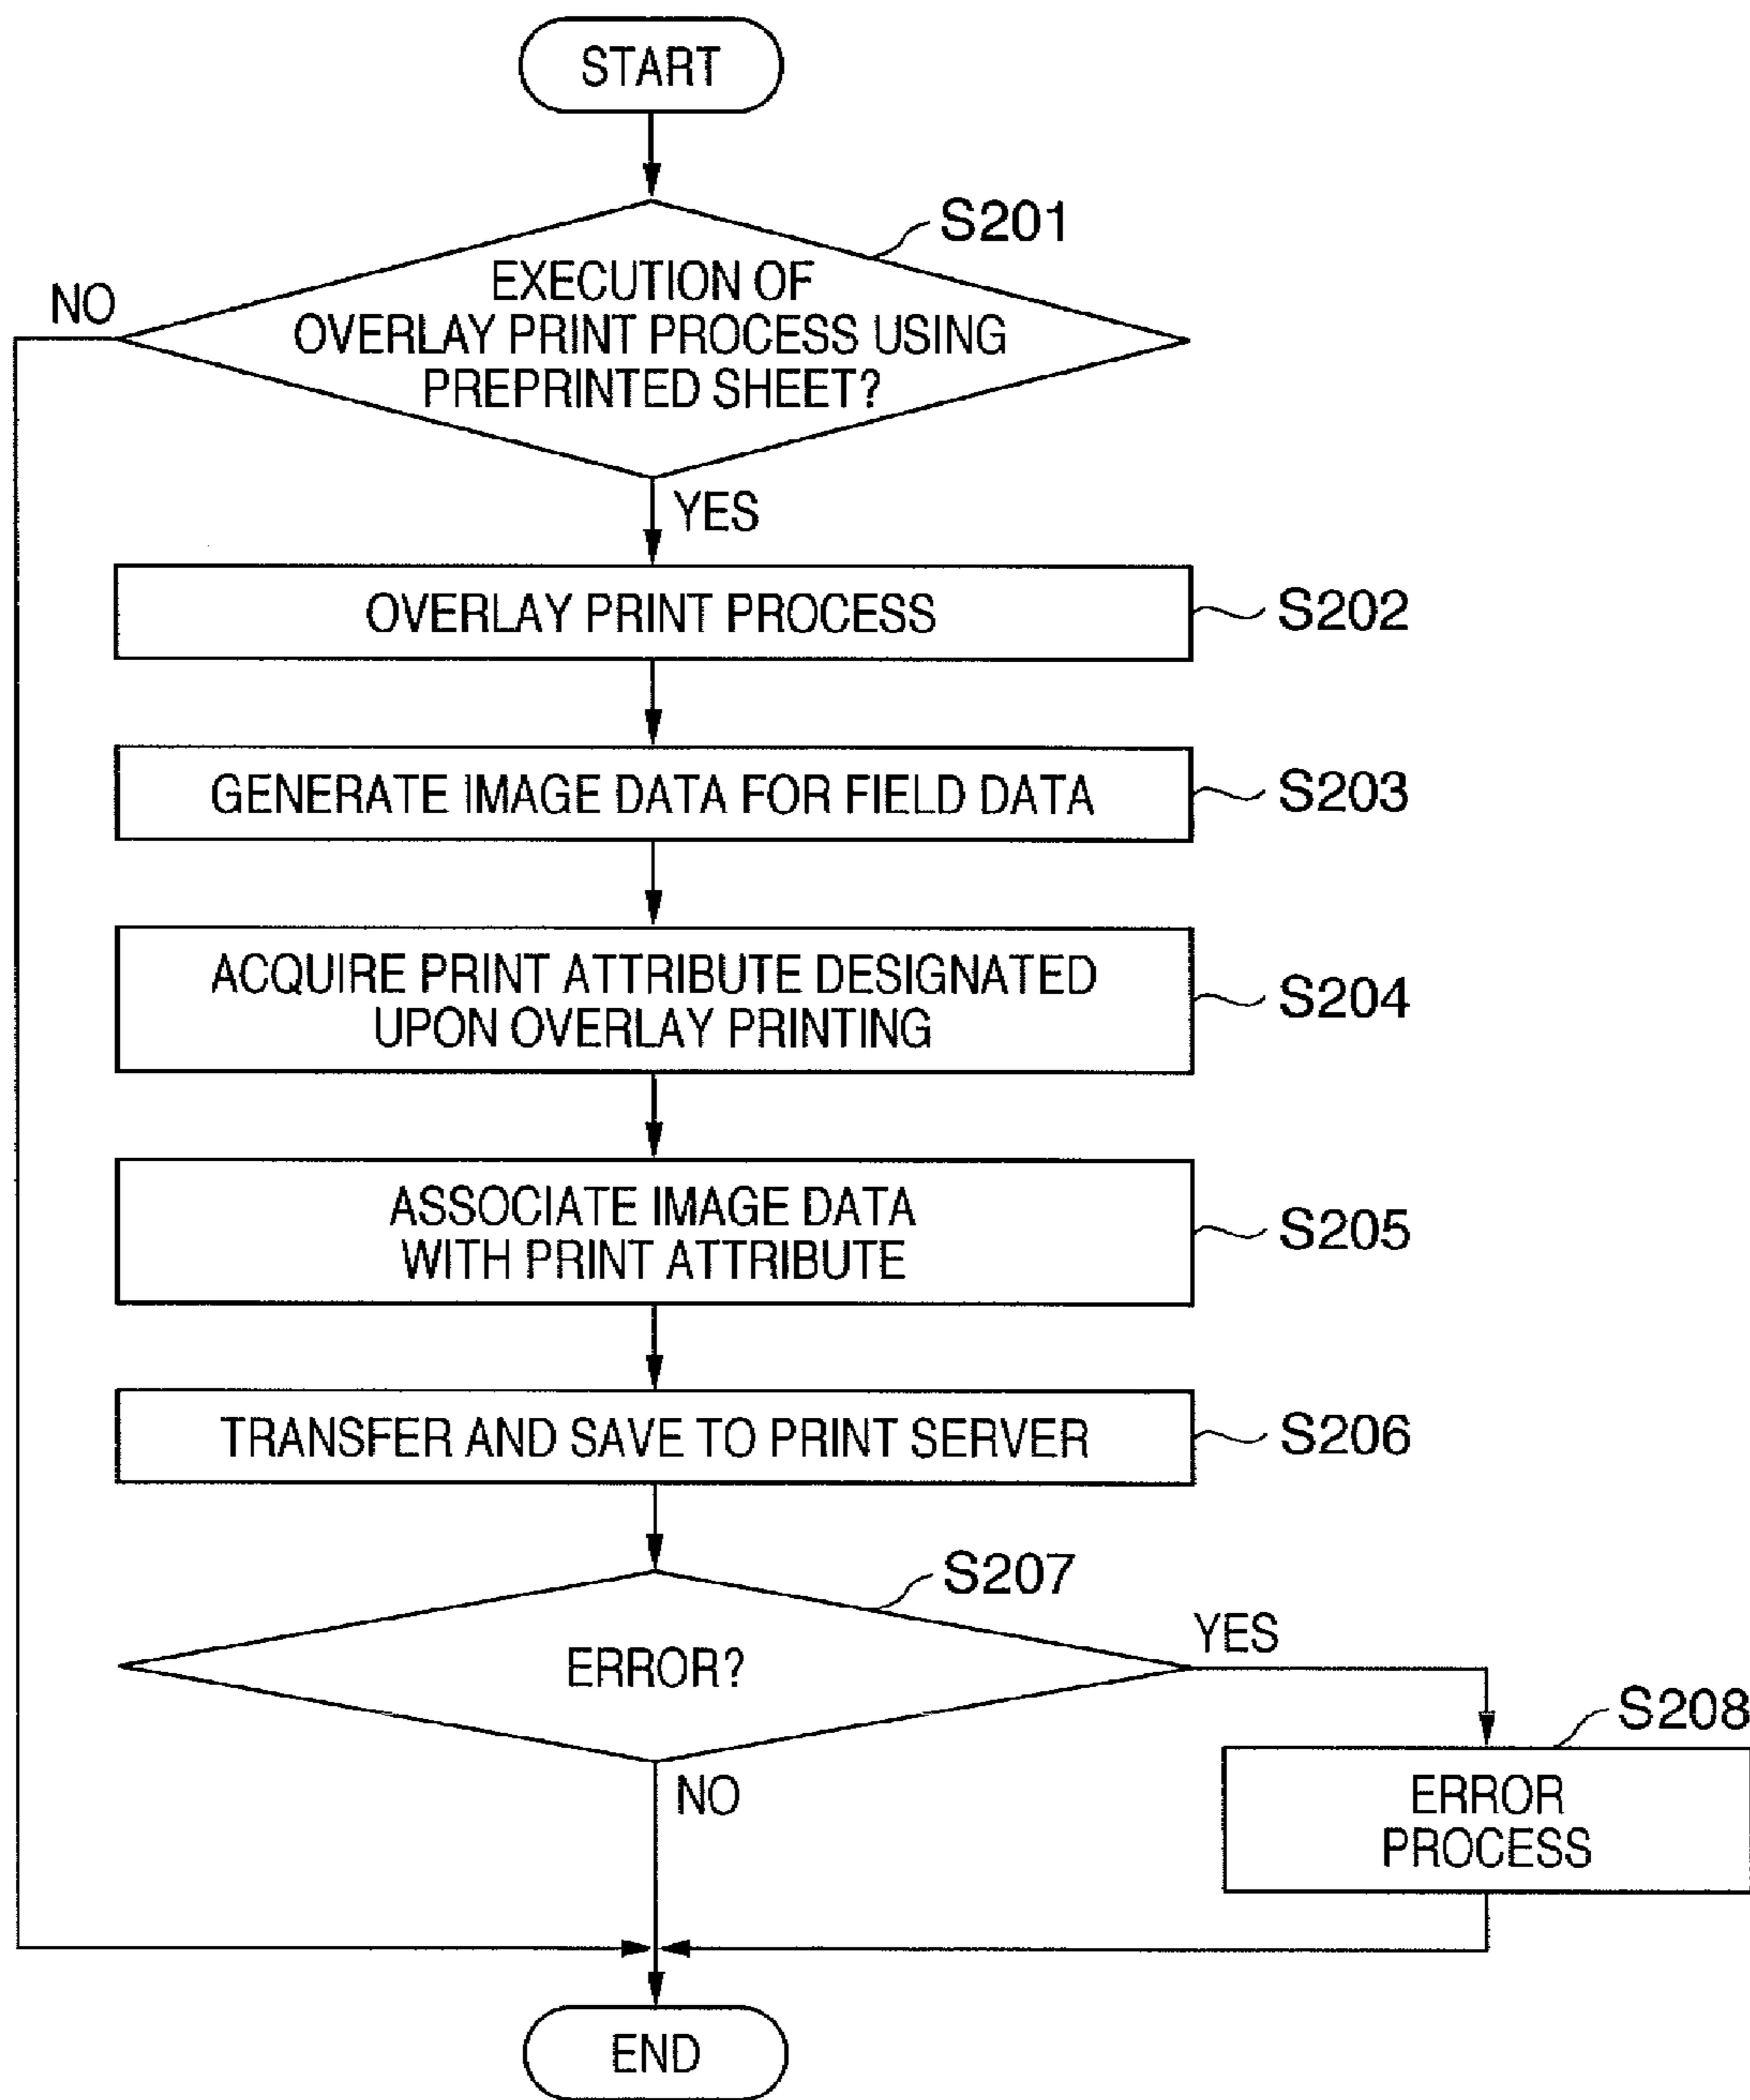 START
S201
NO
EXECUTION OF
OVERLAY PRINT PROCESS USING
PREPRINTED SHEET?
YES
OVERLAY PRINT PROCESS
S202
GENERATE IMAGE DATA FOR FIELD DATA
S203
ACQUIRE PRINT ATTRIBUTE DESIGNATED
UPON OVERLAY PRINTING
S204
ASSOCIATE IMAGE DATA
WITH PRINT ATTRIBUTE
S205
TRANSFER AND SAVE TO PRINT SERVER
S206
S207
ERROR?
YES
NO
S208
ERROR
PROCESS
END